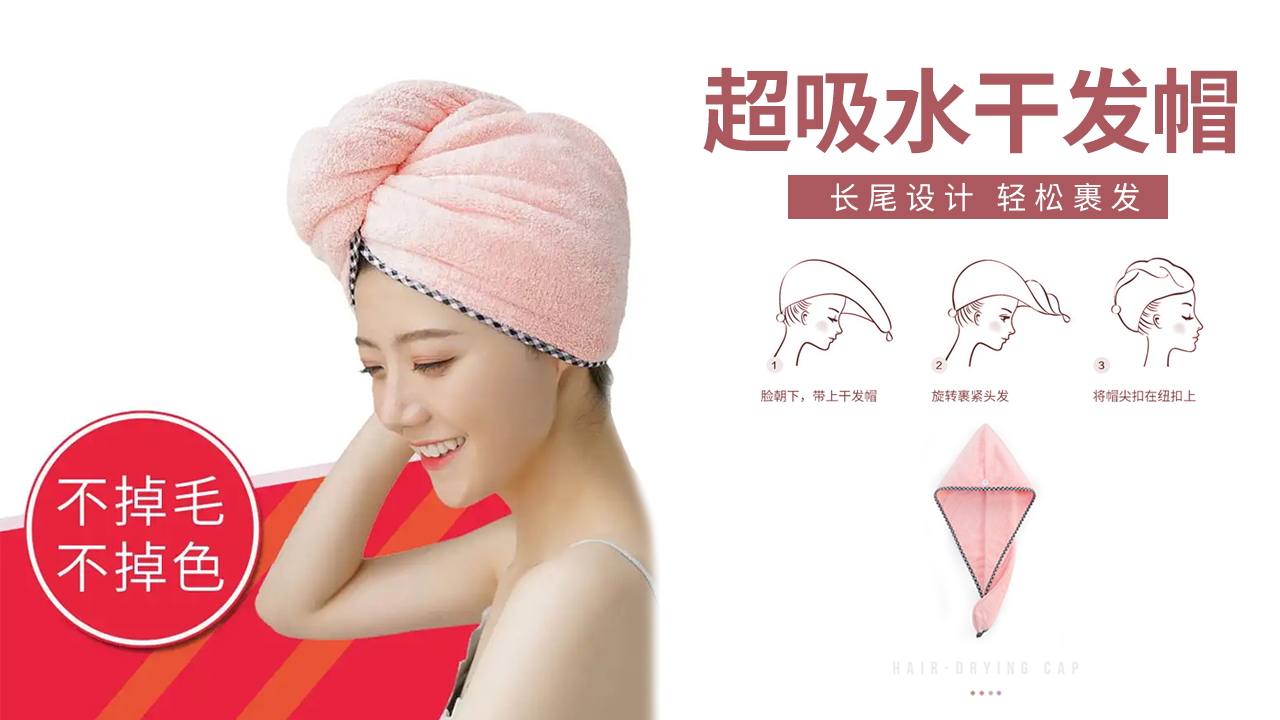 超吸水干发帽
长尾设计 轻松裹发
1
2
3
脸朝下，带上干发帽
旋转裹紧头发
将帽尖扣在纽扣上
不掉毛
不掉色
HAIR-DRYING CAP